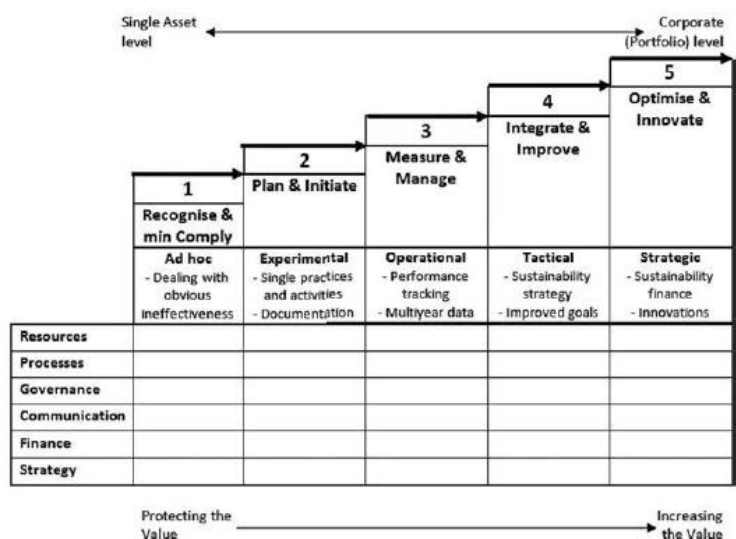 Single Asset
level
Corporate
(Portfolio) level
1
Recognise &
min Comply
2
Plan & Initiate
3
Measure &
Manage
4
Integrate &
Improve
5
Optimise &
Innovate
Ad hoc
- Dealing with
obvious
ineffectiveness
Experimental
- Single practices
and activities
- Documentation
Operational
- Performance
tracking
- Multiyear data
Tactical
- Sustainability
strategy
- Improved goals
Strategic
- Sustainability
finance
- Innovations
Resources
Processes
Governance
Communication
Finance
Strategy
Protecting the
Value
Increasing
the Value